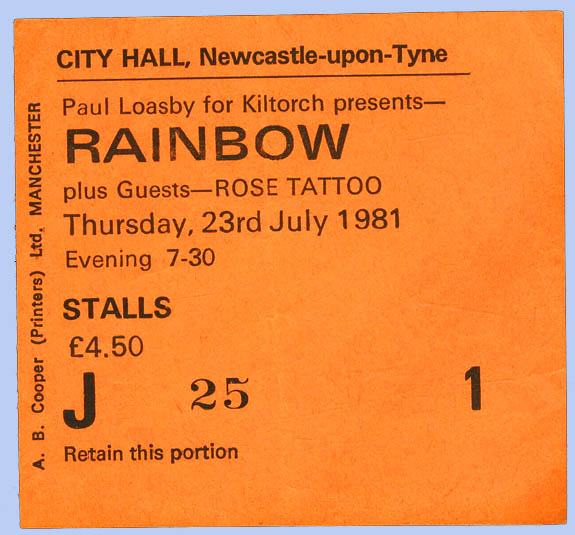 CITY HALL, Newcastle-upon-Tyne
Paul Loasby for Kiltorch presents—
RAINBOW
plus Guests—ROSE TATTOO
Thursday, 23rd July 1981
Evening 7-30
STALLS
£4.50
J 25 1
Retain this portion
A. B. Cooper (Printers) Ltd. MANCHESTER